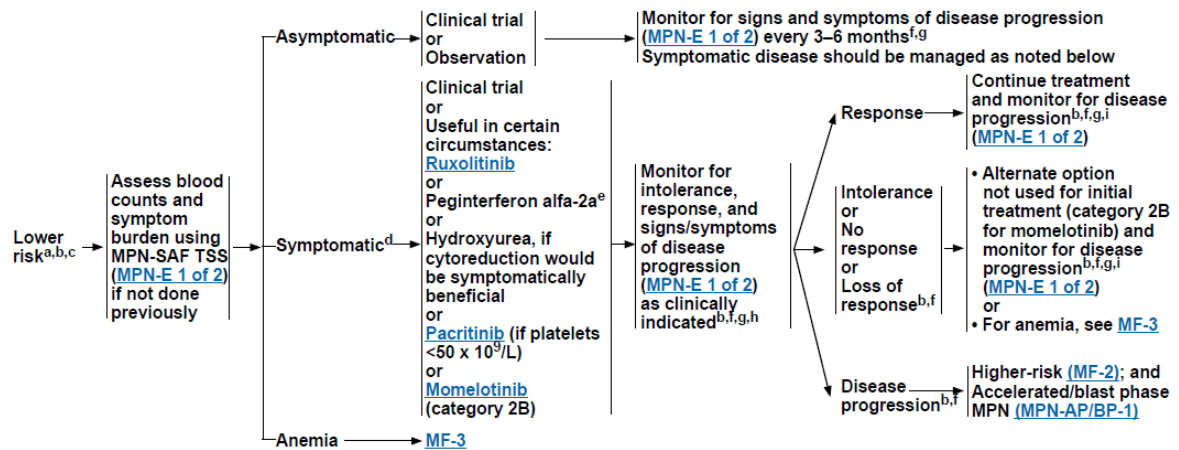 Lower
risk^a,b,c
Assess blood
counts and
symptom
burden using
MPN-SAF TSS
(MPN-E 1 of 2)
if not done
previously
Asymptomatic
Clinical trial
or
Observation
Monitor for signs and symptoms of disease progression
(MPN-E 1 of 2) every 3–6 months^f,g
Symptomatic disease should be managed as noted below
Symptomatic^d
Clinical trial
or
Useful in certain
circumstances:
Ruxolitinib
or
Peginterferon alfa-2a^e
or
Hydroxyurea, if
cytoreduction would
be symptomatically
beneficial
or
Pacritinib (if platelets
<50 x 10^9/L)
or
Momelotinib
(category 2B)
Monitor for
intolerance,
response, and
signs/symptoms
of disease
progression
(MPN-E 1 of 2)
as clinically
indicated^b,f,g,h
Response
Continue treatment
and monitor for disease
progression^b,f,g,i
(MPN-E 1 of 2)
Intolerance
or
No
response
or
Loss of
response^b,f
• Alternate option
not used for initial
treatment (category 2B
for momelotinib) and
monitor for disease
progression^b,f,g,i
(MPN-E 1 of 2)
or
• For anemia, see MF-3
Disease
progression^b,f
Higher-risk (MF-2); and
Accelerated/blast phase
MPN (MPN-AP/BP-1)
Anemia
MF-3